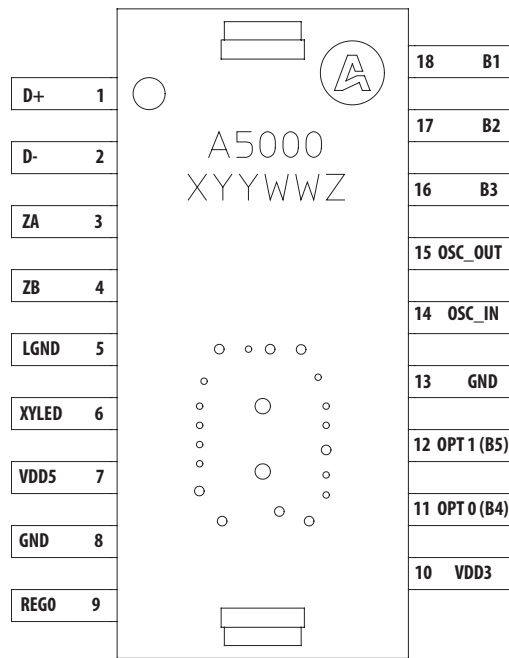 D+ 1
D- 2
ZA 3
ZB 4
LGND 5
XYLED 6
VDD5 7
GND 8
REG0 9
A5000
XYYWWZ
18 B1
17 B2
16 B3
15 OSC_OUT
14 OSC_IN
13 GND
12 OPT 1 (B5)
11 OPT 0 (B4)
10 VDD3